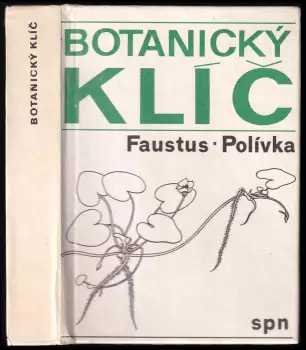 BOTANICKÝ KLÍČ
BOTANICKÝ
KLÍČ
Faustus · Polívka
spn